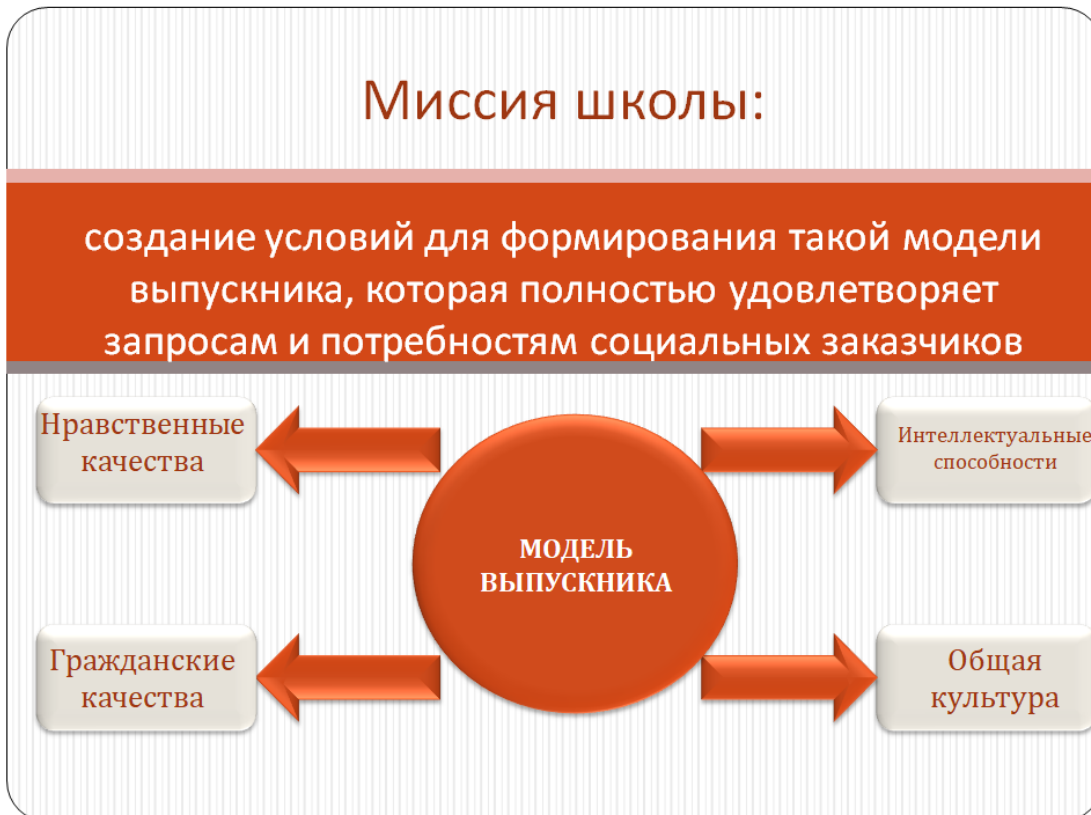 Миссия школы:
создание условий для формирования такой модели
выпускника, которая полностью удовлетворяет
запросам и потребностям социальных заказчиков
Нравственные
качества
Интеллектуальные
способности
МОДЕЛЬ
ВЫПУСКНИКА
Гражданские
качества
Общая
культура